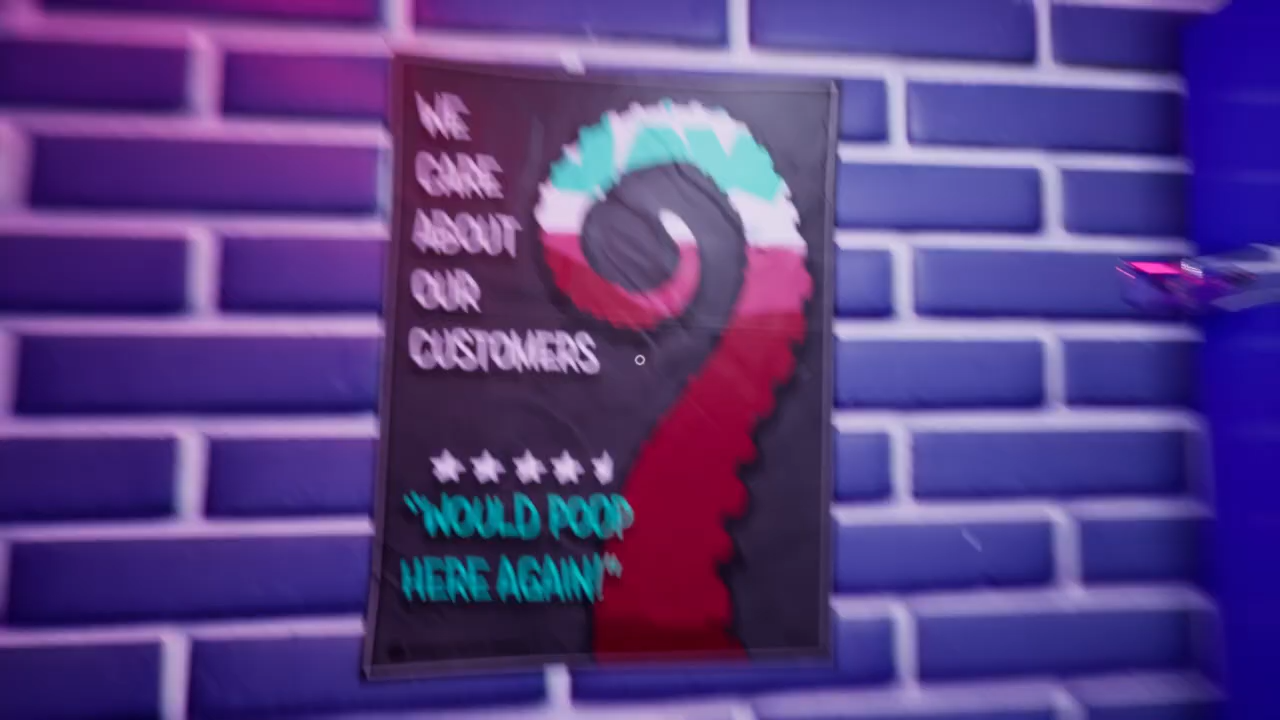 WE
CARE
ABOUT
OUR
CUSTOMERS
"WOULD POOP
HERE AGAIN!"